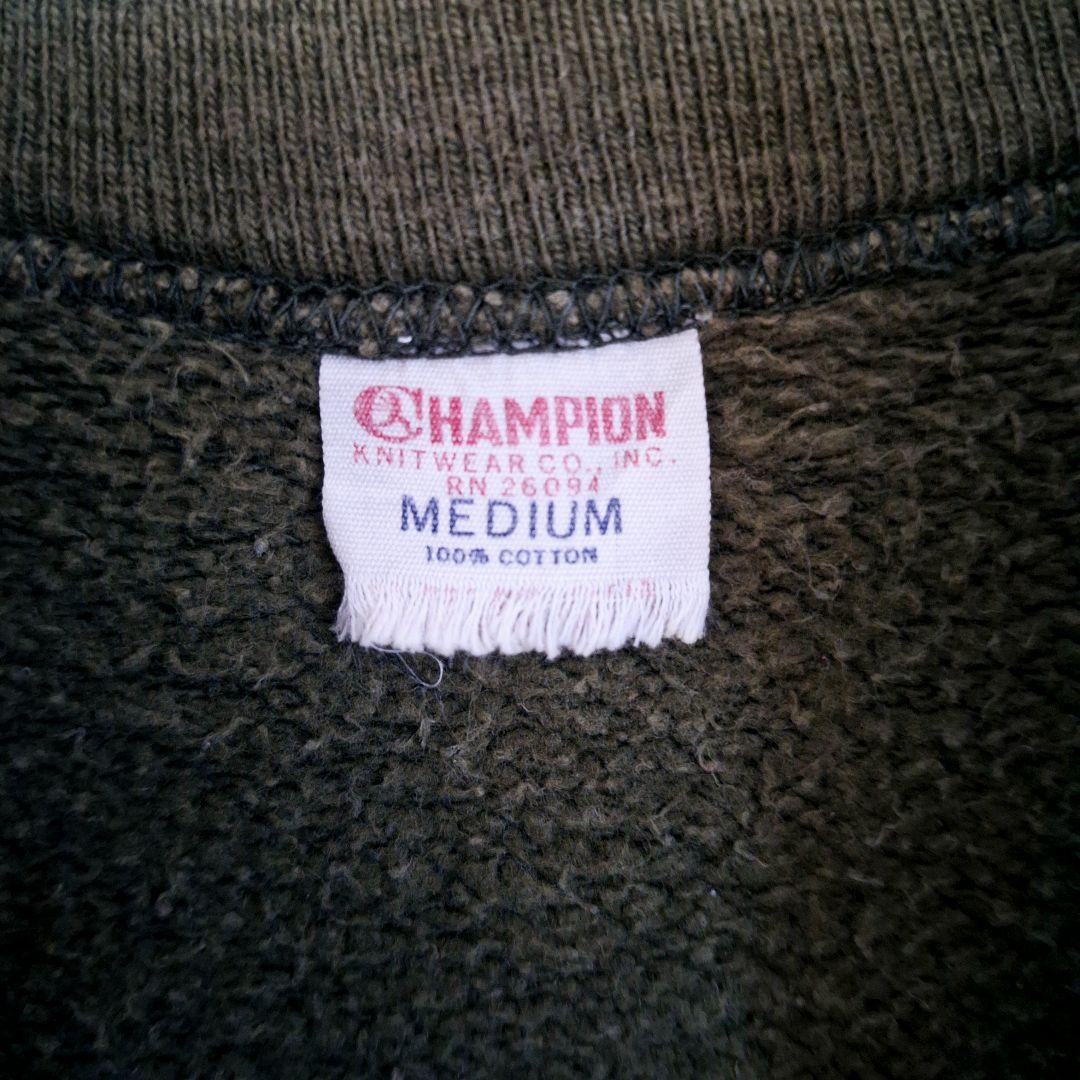 CHAMPION
KNITWEAR CO., INC.
RN 26094
MEDIUM
100% COTTON